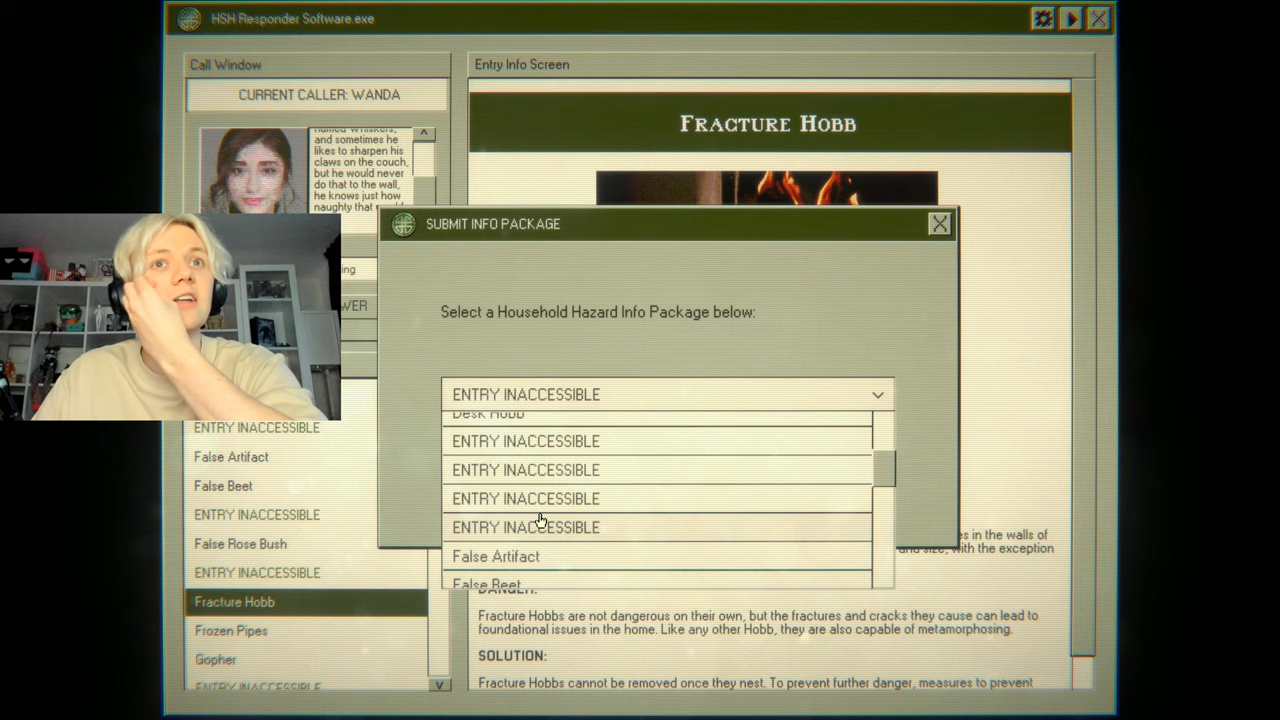 HSH Responder Software.exe
Call Window
CURRENT CALLER: WANDA
and sometimes he
likes to sharpen his
claws on the couch,
but he would never
do that to the wall,
he knows just how
naughty that
Entry Info Screen
FRACTURE HOBB
SUBMIT INFO PACKAGE
Select a Household Hazard Info Package below:
ENTRY INACCESSIBLE
Desk Hobb
ENTRY INACCESSIBLE
ENTRY INACCESSIBLE
ENTRY INACCESSIBLE
ENTRY INACCESSIBLE
False Artifact
False Beet
ENTRY INACCESSIBLE
False Artifact
False Beet
ENTRY INACCESSIBLE
False Rose Bush
ENTRY INACCESSIBLE
Fracture Hobb
Frozen Pipes
Gopher
ENTRY INACCESSIBLE
es in the walls of
and size, with the exception
DANGER:
Fracture Hobbs are not dangerous on their own, but the fractures and cracks they cause can lead to
foundational issues in the home. Like any other Hobb, they are also capable of metamorphosing.
SOLUTION:
Fracture Hobbs cannot be removed once they nest. To prevent further danger, measures to prevent